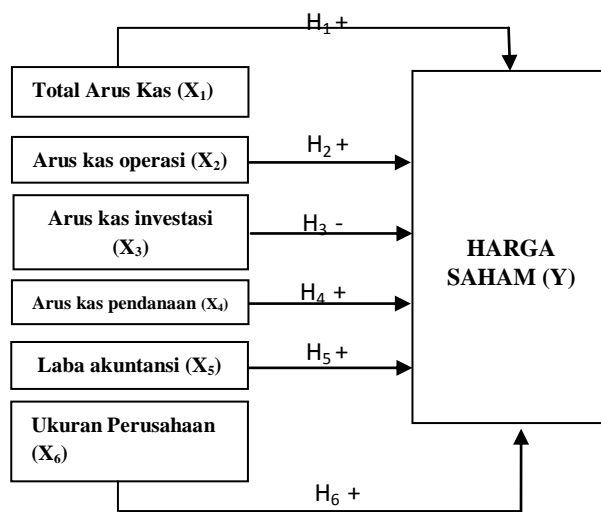 H₁ +
Total Arus Kas (X₁)
Arus kas operasi (X₂)
H₂ +
Arus kas investasi
(X₃)
H₃ -
HARGA
SAHAM (Y)
Arus kas pendanaan (X₄)
H₄ +
Laba akuntansi (X₅)
H₅ +
Ukuran Perusahaan
(X₆)
H₆ +